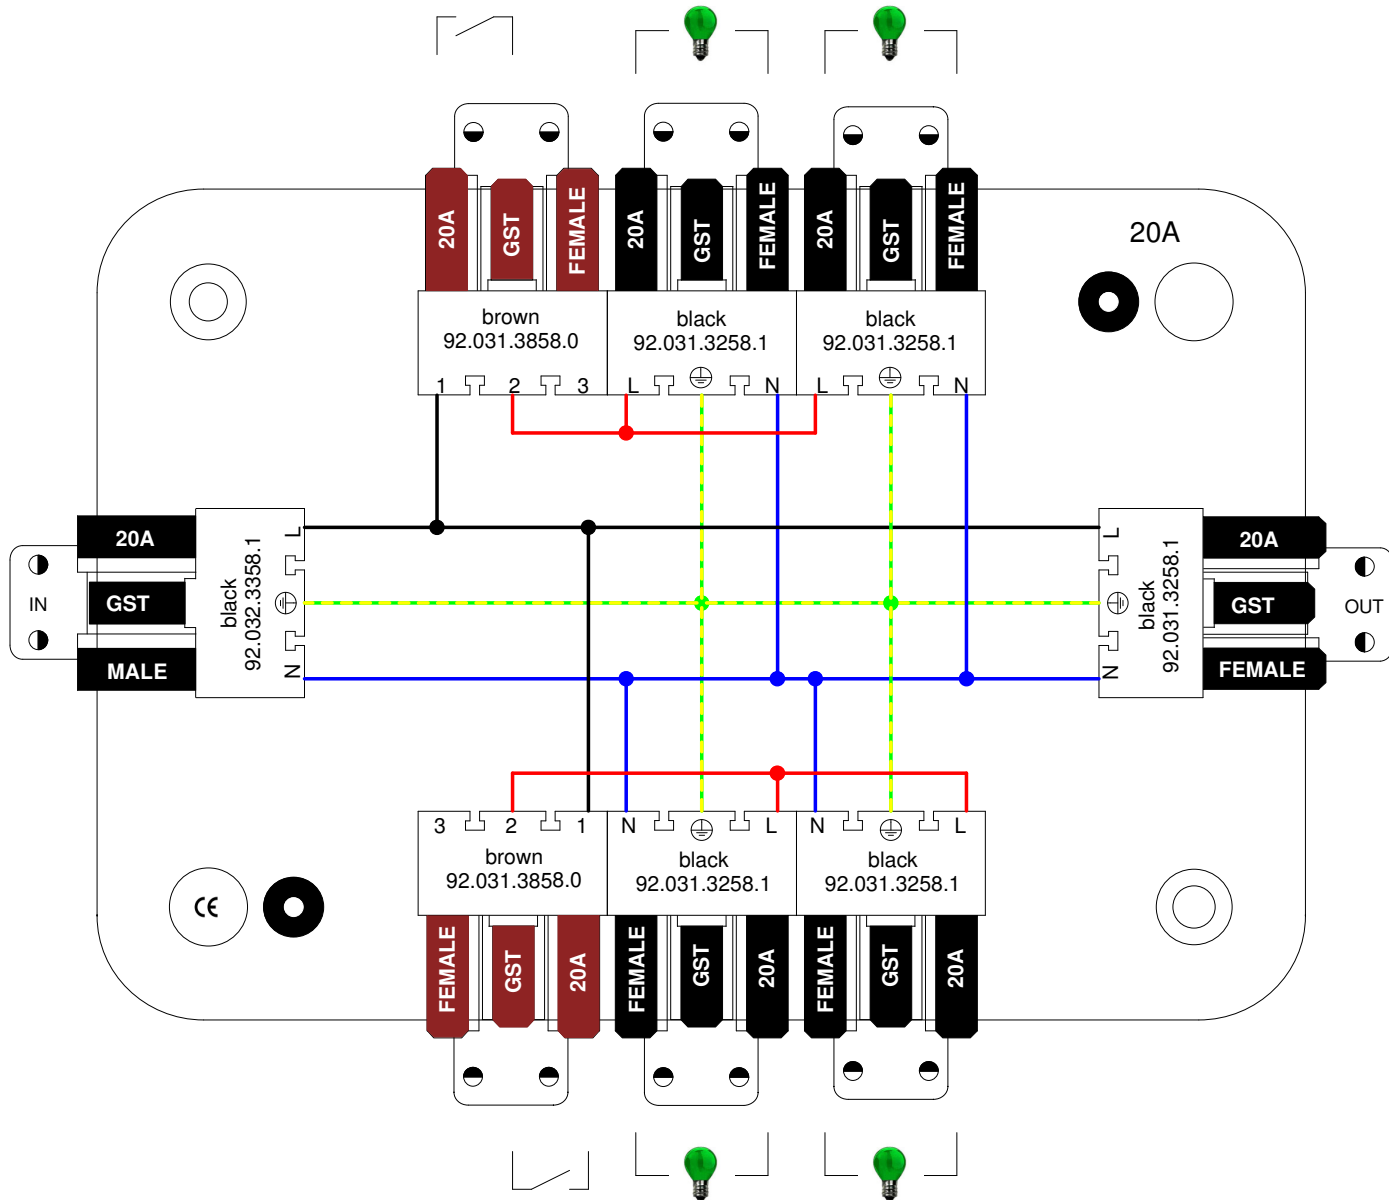 20A
GST
FEMALE
20A
GST
FEMALE
20A
GST
FEMALE
20A
brown
92.031.3858.0
black
92.031.3258.1
black
92.031.3258.1
1 2 3 L N L N
IN
20A
GST
MALE
black
92.032.3358.1
L
N
L
N
black
92.031.3258.1
20A
GST
FEMALE
OUT
3 2 1 N L N L
brown
92.031.3858.0
black
92.031.3258.1
black
92.031.3258.1
CE
FEMALE
GST
20A
FEMALE
GST
20A
FEMALE
GST
20A